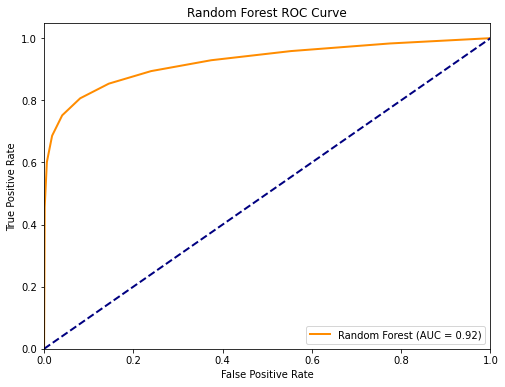 Random Forest ROC Curve
True Positive Rate
1.0
0.8
0.6
0.4
0.2
0.0
0.0 0.2 0.4 0.6 0.8 1.0
False Positive Rate
Random Forest (AUC = 0.92)